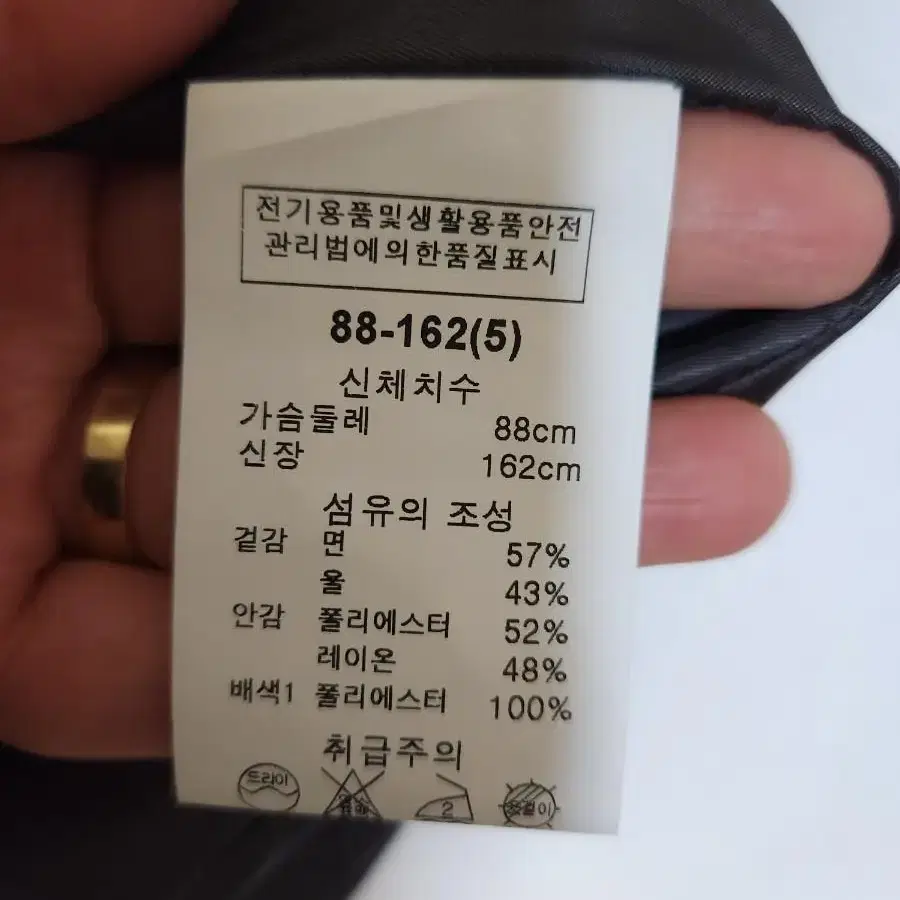 전기용품및생활용품안전
관리법에의한품질표시
88-162(5)
신체치수
가슴둘레 88cm
신장 162cm
섬유의 조성
겉감 면 57%
울 43%
안감 폴리에스터 52%
레이온 48%
배색1 폴리에스터 100%
취급주의
드라이 2 옷걸이